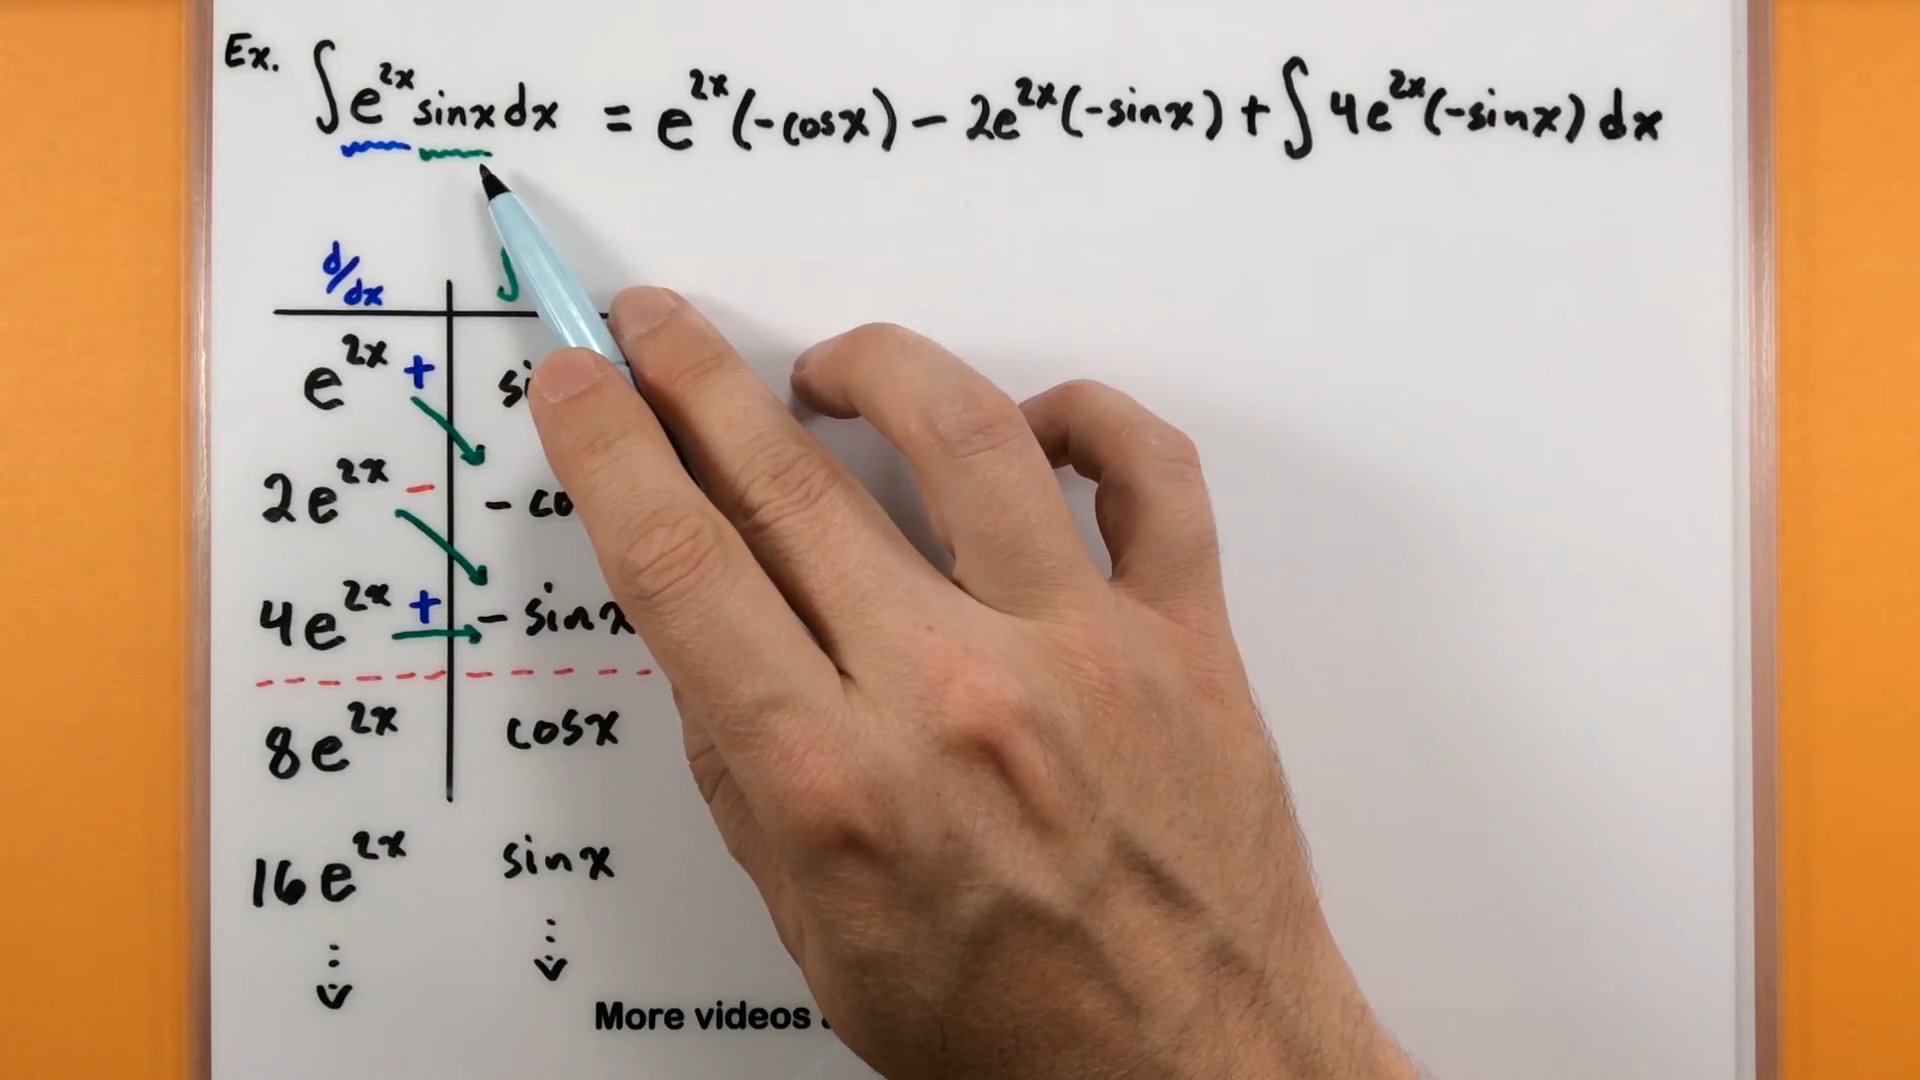 Ex. ∫e^{2x} sinx dx = e^{2x}(-cosx) - 2e^{2x}(-sinx) + ∫4e^{2x}(-sinx) dx
d/dx ∫
e^{2x} +
2e^{2x} -
4e^{2x} + - sinx
8e^{2x} cosx
16e^{2x} sinx
More videos